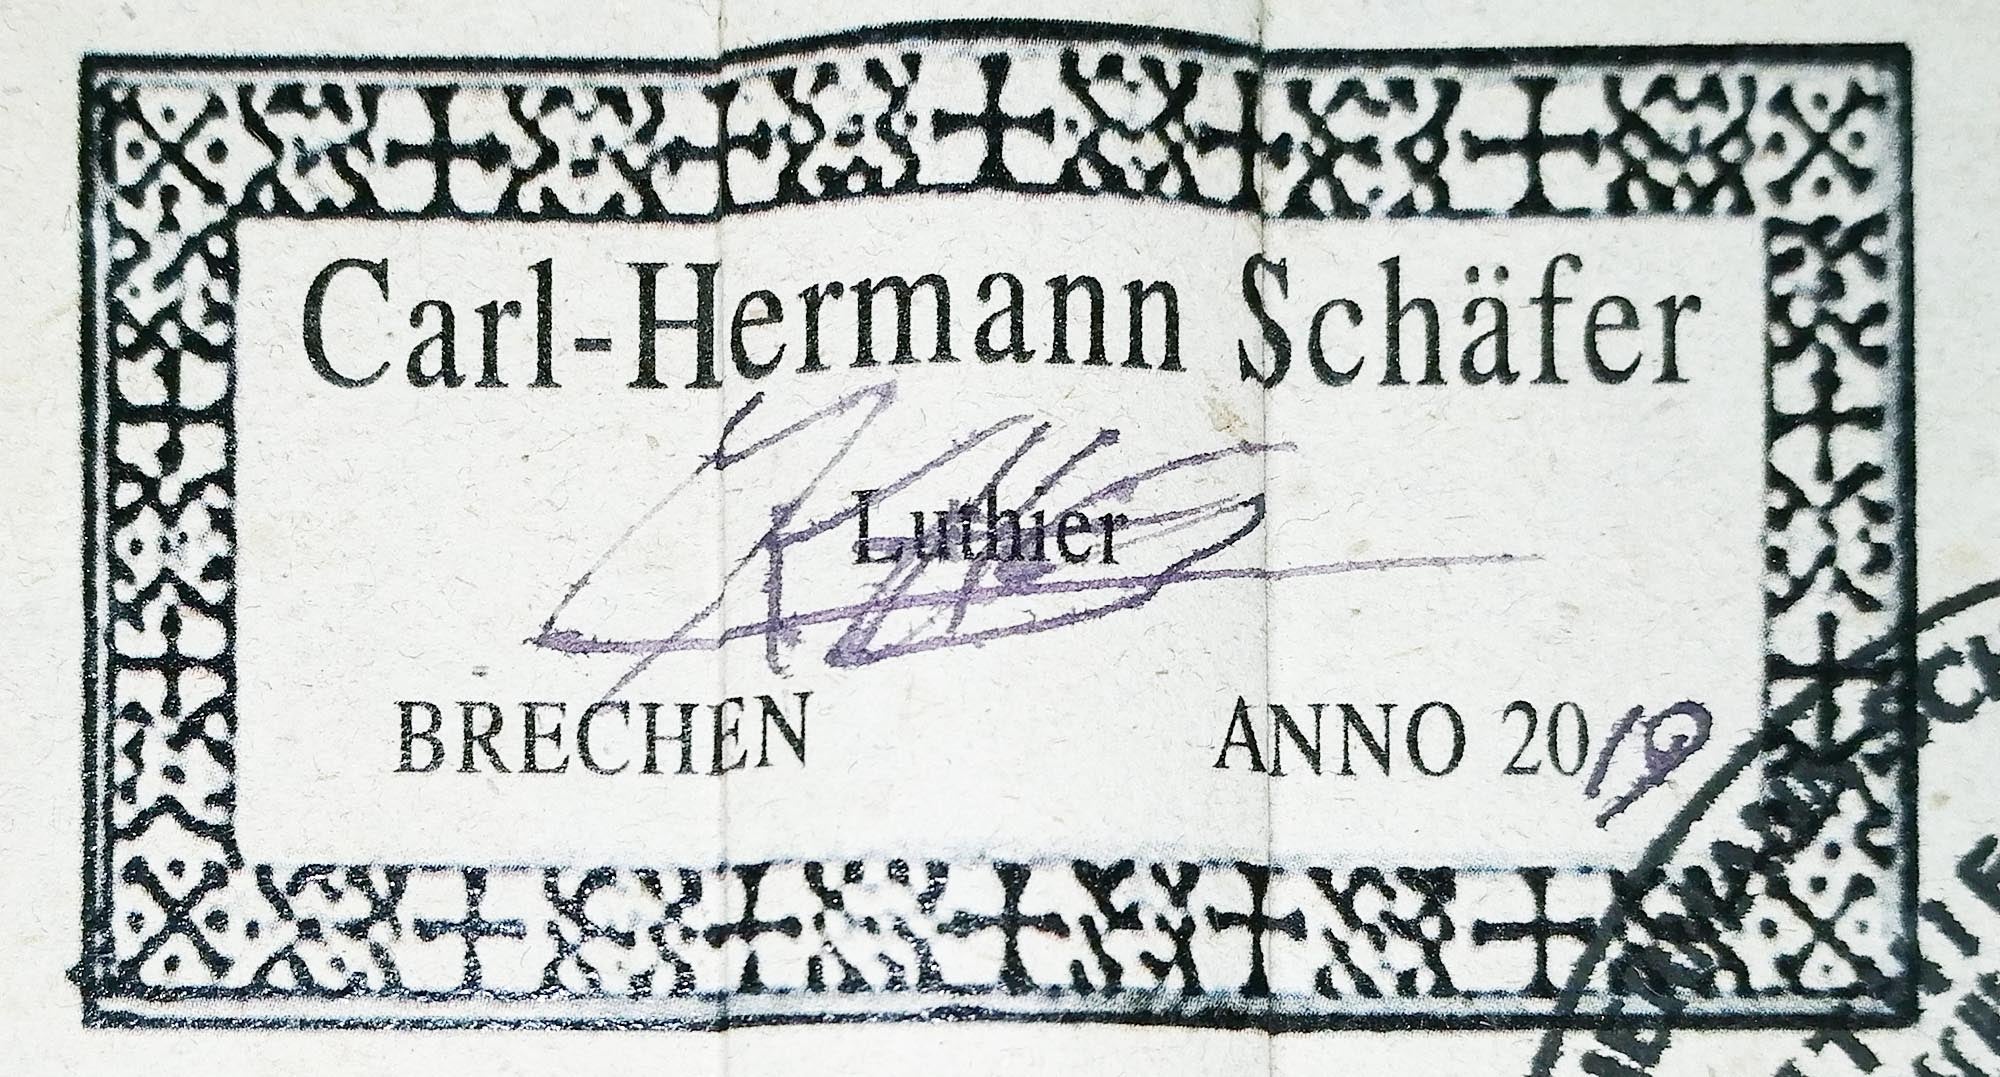 Carl-Hermann Schäfer
Luthier
BRECHEN ANNO 2019